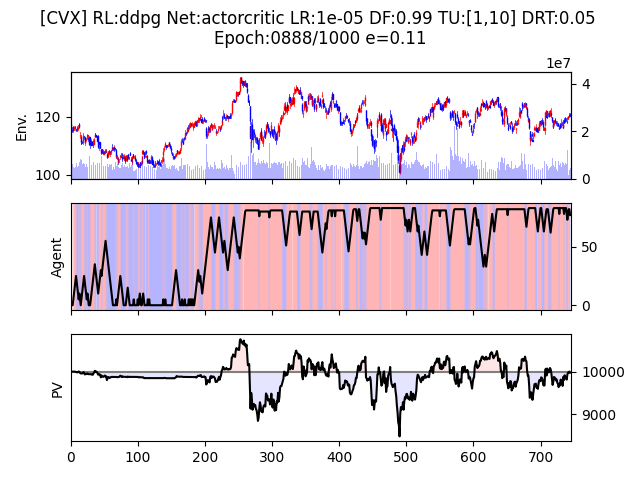 [CVX] RL:ddpg Net:actorcritic LR:1e-05 DF:0.99 TU:[1,10] DRT:0.05
Epoch:0888/1000 e=0.11
1e7
Env.
120
100
4
2
0
Agent
50
0
PV
10000
9000
0 100 200 300 400 500 600 700